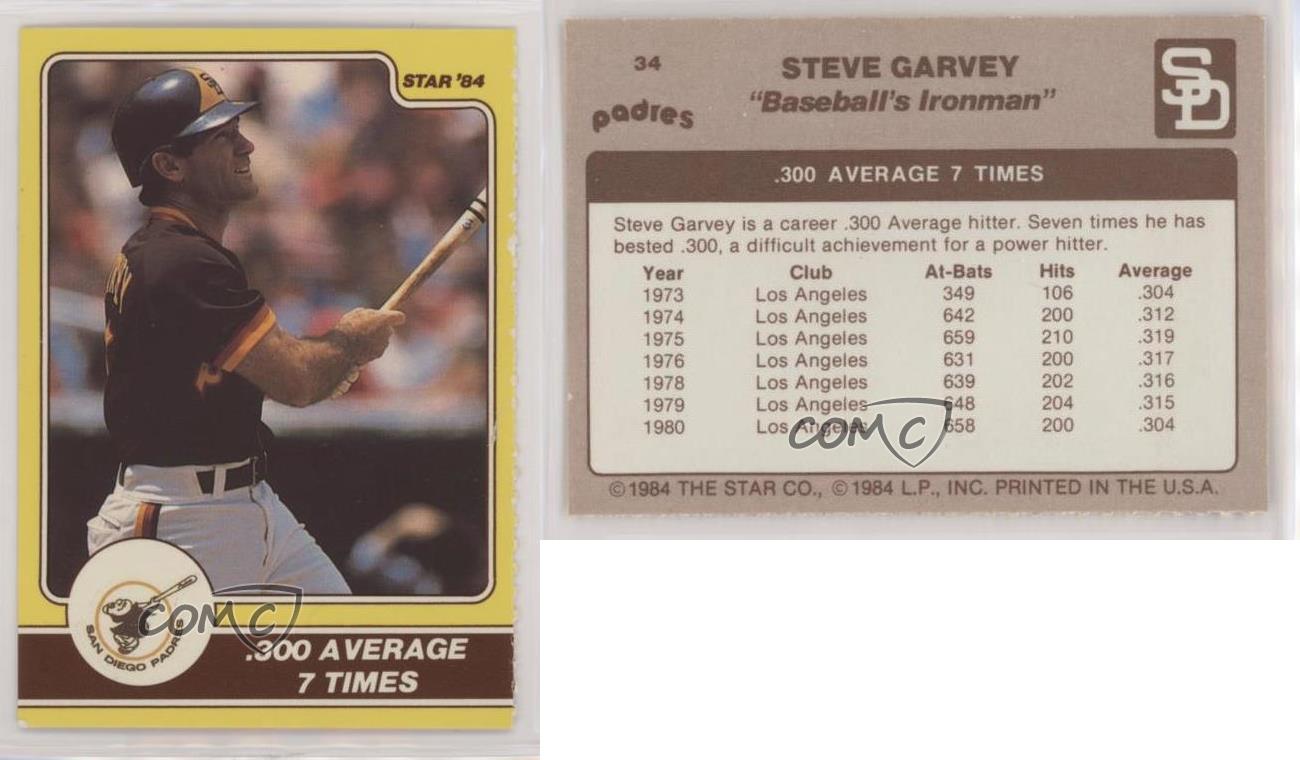 STAR '84
SAN DIEGO PADRES
.300 AVERAGE
7 TIMES
COMC
34
STEVE GARVEY
"Baseball's Ironman"
padres
SD
.300 AVERAGE 7 TIMES
Steve Garvey is a career .300 Average hitter. Seven times he has
bested .300, a difficult achievement for a power hitter.
Year Club At-Bats Hits Average
1973 Los Angeles 349 106 .304
1974 Los Angeles 642 200 .312
1975 Los Angeles 659 210 .319
1976 Los Angeles 631 200 .317
1978 Los Angeles 639 202 .316
1979 Los Angeles 648 204 .315
1980 Los Angeles 658 200 .304
COMC
©1984 THE STAR CO., ©1984 L.P., INC. PRINTED IN THE U.S.A.